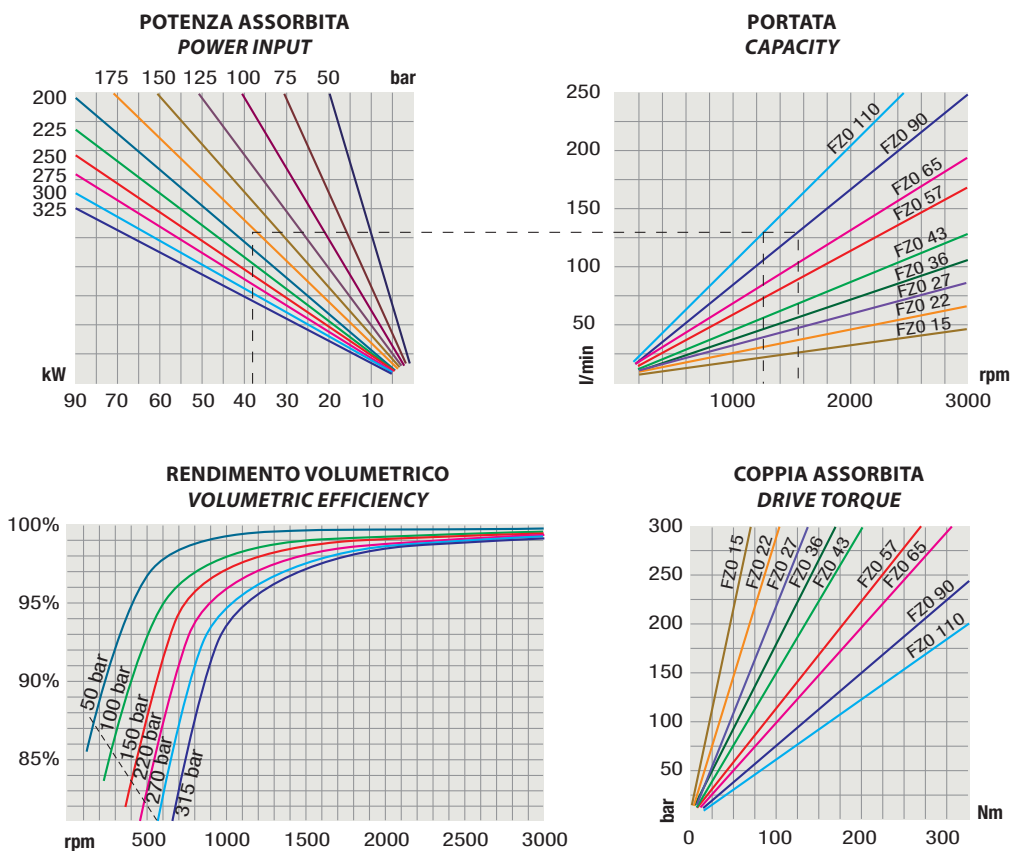 POTENZA ASSORBITA
POWER INPUT
175 150 125 100 75 50 bar
200
225
250
275
300
325
kW
90 70 60 50 40 30 20 10
PORTATA
CAPACITY
250
200
150
100
50
l/min
FZ0 110
FZ0 90
FZ0 65
FZ0 57
FZ0 43
FZ0 36
FZ0 27
FZ0 22
FZ0 15
rpm
1000 2000 3000
RENDIMENTO VOLUMETRICO
VOLUMETRIC EFFICIENCY
100%
95%
90%
85%
50 bar
100 bar
150 bar
220 bar
270 bar
315 bar
rpm 500 1000 1500 2000 2500 3000
COPPIA ASSORBITA
DRIVE TORQUE
300
250
200
150
100
50
bar
FZ0 15
FZ0 22
FZ0 27
FZ0 36
FZ0 43
FZ0 57
FZ0 65
FZ0 90
FZ0 110
Nm
0 100 200 300